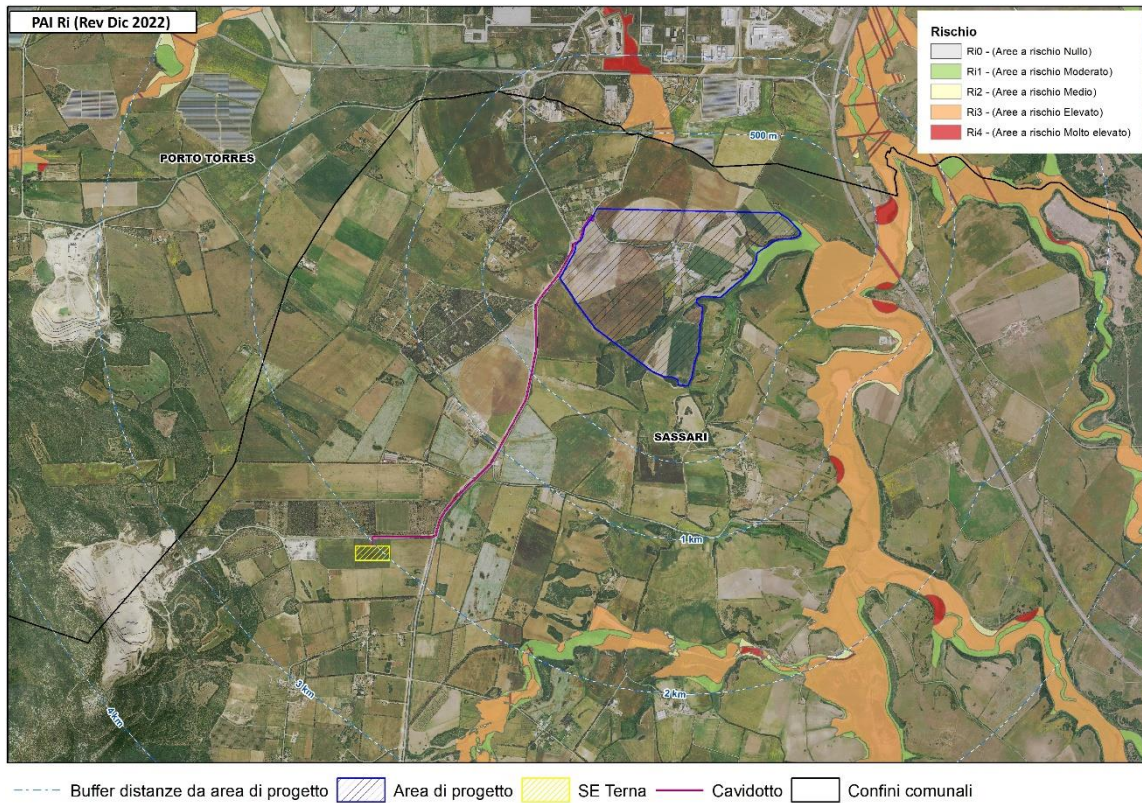 PAI Ri (Rev Dic 2022)
Rischio
Ri0 - (Aree a rischio Nullo)
Ri1 - (Aree a rischio Moderato)
Ri2 - (Aree a rischio Medio)
Ri3 - (Aree a rischio Elevato)
Ri4 - (Aree a rischio Molto elevato)
500 m
PORTO TORRES
SASSARI
1 km
2 km
3 km
4 km
Buffer distanze da area di progetto
Area di progetto
SE Terna
Cavidotto
Confini comunali